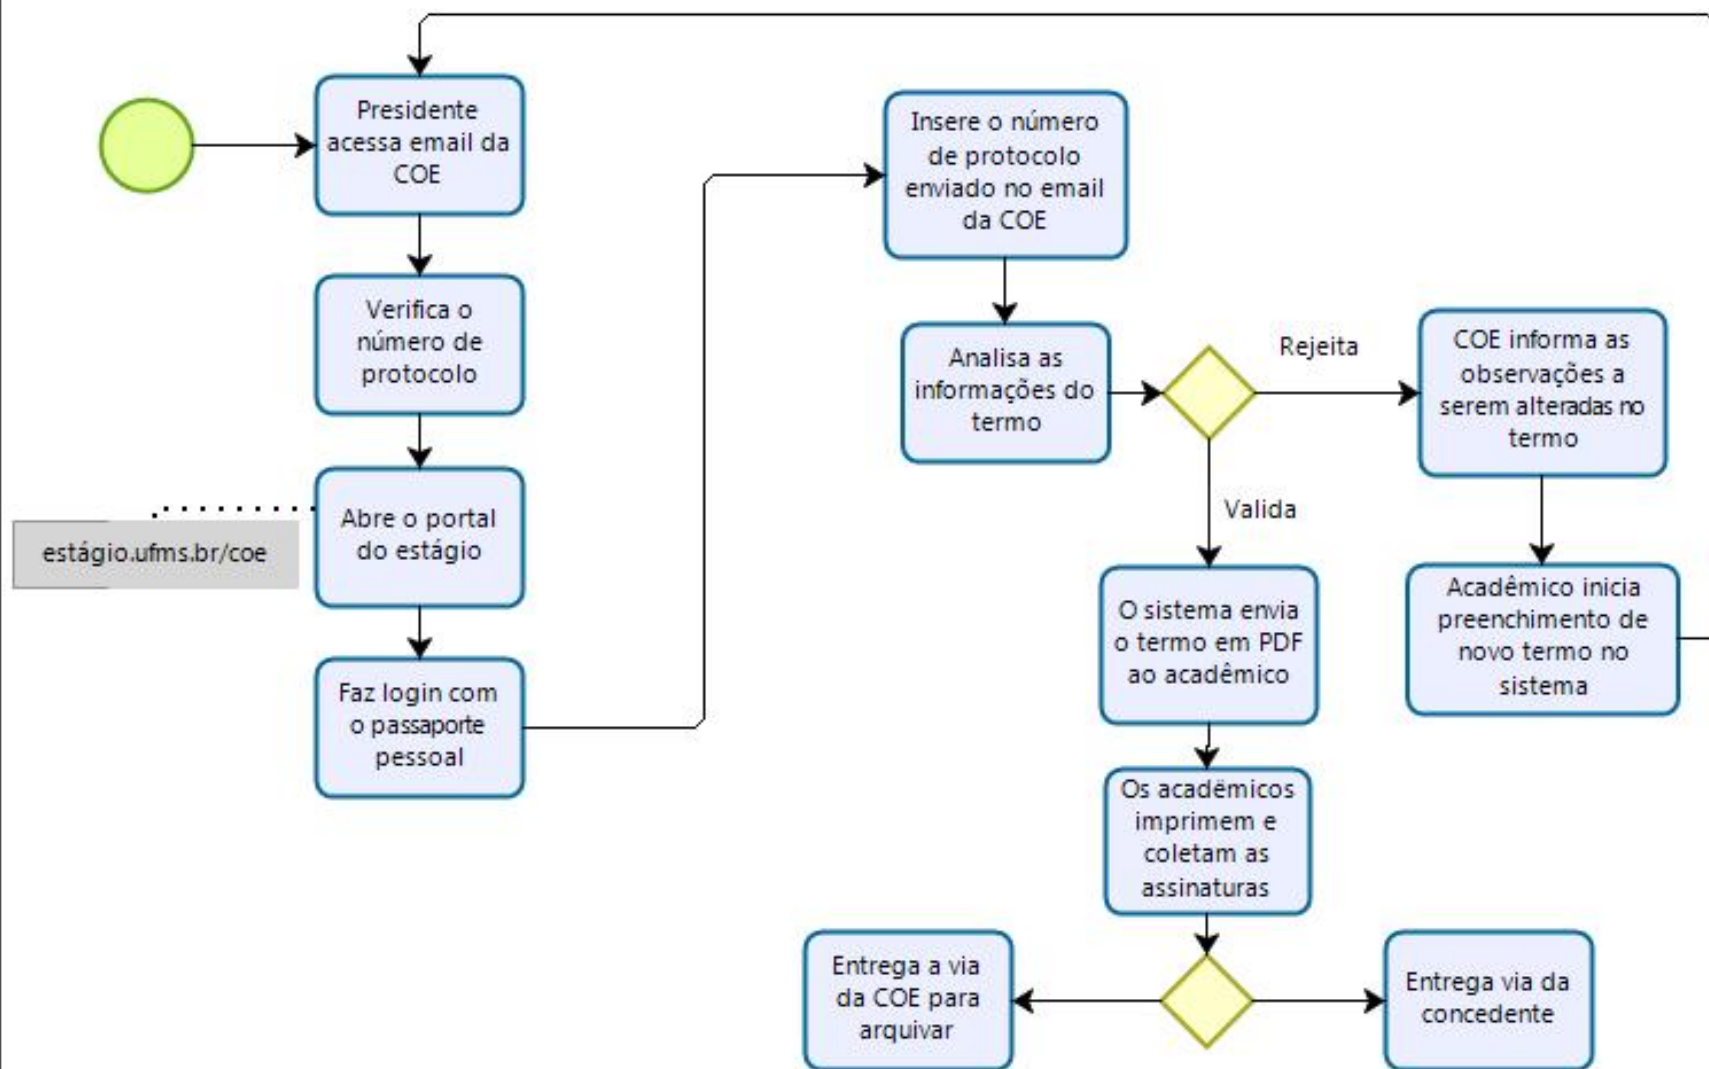 Presidente
acessa email da
COE
Verifica o
número de
protocolo
Abre o portal
do estágio
estágio.ufms.br/coe
Faz login com
o passaporte
pessoal
Insere o número
de protocolo
enviado no email
da COE
Analisa as
informações do
termo
Rejeita
COE informa as
observações a
serem alteradas no
termo
Acadêmico inicia
preenchimento de
novo termo no
sistema
Valida
O sistema envia
o termo em PDF
ao acadêmico
Os acadêmicos
imprimem e
coletam as
assinaturas
Entrega a via
da COE para
arquivar
Entrega via da
concedente